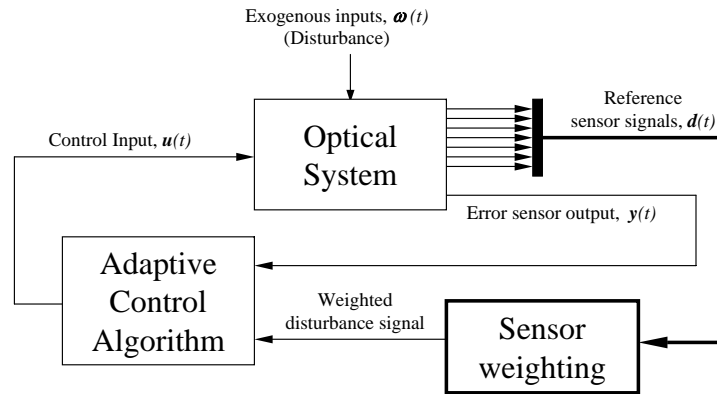 Exogenous inputs, ω(t)
(Disturbance)
Optical
System
Reference
sensor signals, d(t)
Control Input, u(t)
Error sensor output, y(t)
Adaptive
Control
Algorithm
Weighted
disturbance signal
Sensor
weighting